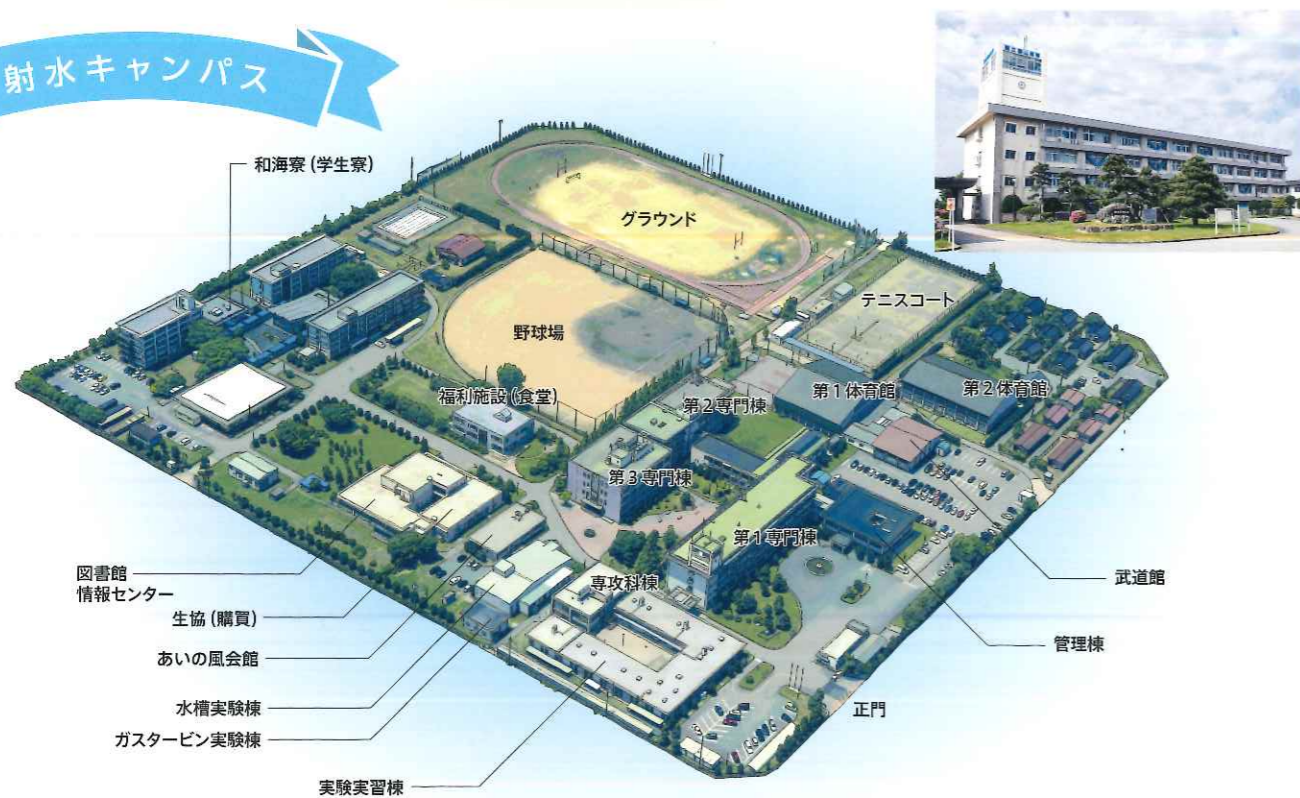 射水キャンパス
和海寮 (学生寮)
グラウンド
テニスコート
野球場
福利施設 (食堂)
第2専門棟
第1体育館
第2体育館
第3専門棟
第1専門棟
専攻科棟
図書館
情報センター
生協 (購買)
あいの風会館
水槽実験棟
ガスタービン実験棟
実験実習棟
武道館
管理棟
正門